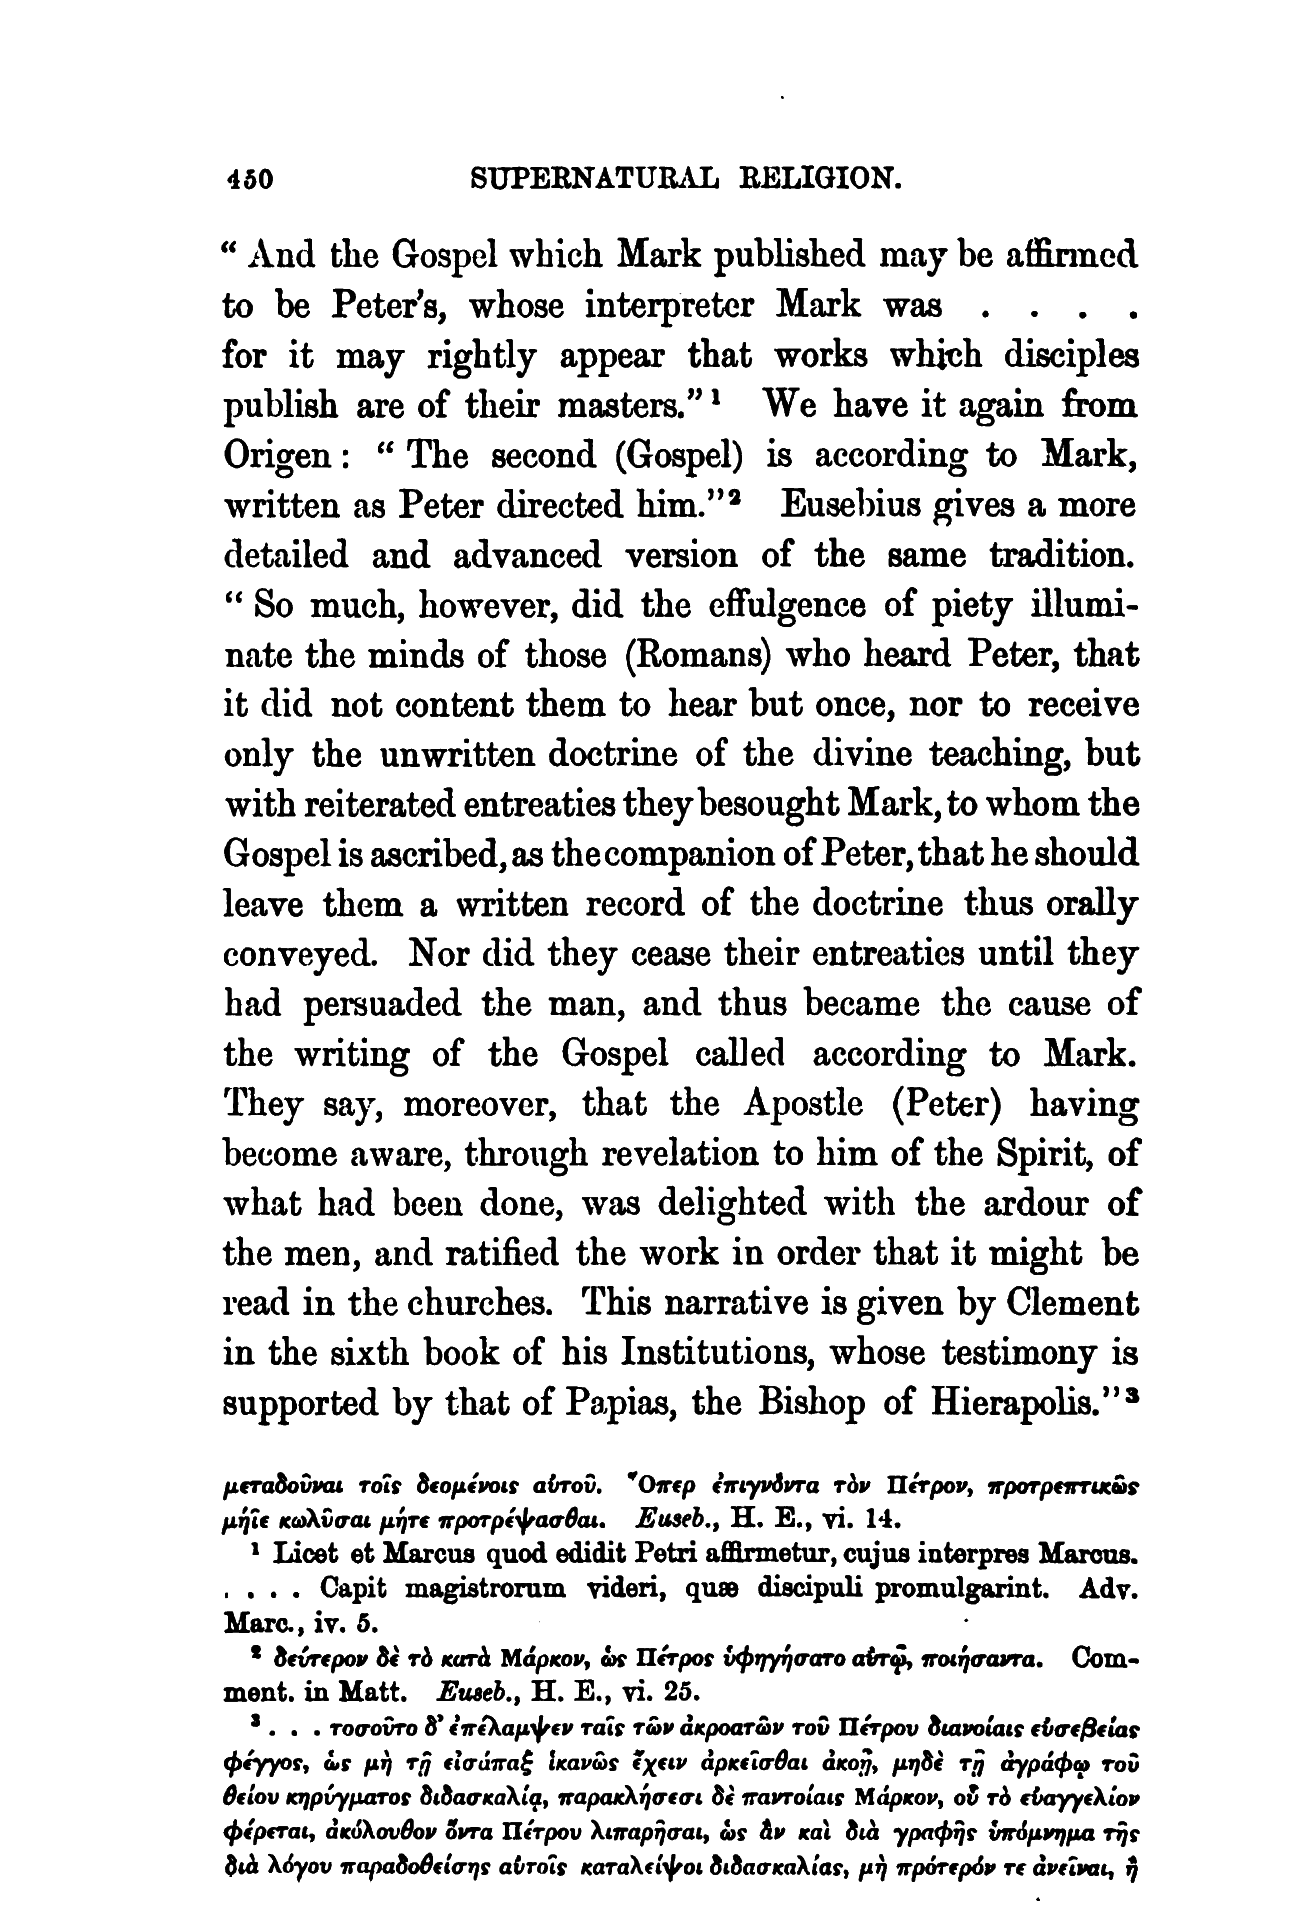 450 SUPERNATURAL RELIGION.
“ And the Gospel which Mark published may be affirmed
to be Peter’s, whose interpreter Mark was . . . .
for it may rightly appear that works which disciples
publish are of their masters.” ¹ We have it again from
Origen : “ The second (Gospel) is according to Mark,
written as Peter directed him.”² Eusebius gives a more
detailed and advanced version of the same tradition.
“ So much, however, did the effulgence of piety illumi-
nate the minds of those (Romans) who heard Peter, that
it did not content them to hear but once, nor to receive
only the unwritten doctrine of the divine teaching, but
with reiterated entreaties they besought Mark, to whom the
Gospel is ascribed, as the companion of Peter, that he should
leave them a written record of the doctrine thus orally
conveyed. Nor did they cease their entreaties until they
had persuaded the man, and thus became the cause of
the writing of the Gospel called according to Mark.
They say, moreover, that the Apostle (Peter) having
become aware, through revelation to him of the Spirit, of
what had been done, was delighted with the ardour of
the men, and ratified the work in order that it might be
read in the churches. This narrative is given by Clement
in the sixth book of his Institutions, whose testimony is
supported by that of Papias, the Bishop of Hierapolis.”³
μεταδοῦναι τοῖς δεομένοις αὐτοῦ. Ὅπερ ἐπιγνόντα τὸν Πέτρον, προτρεπτικῶς
μήτε κωλῦσαι μήτε προτρέψασθαι. Euseb., H. E., vi. 14.
¹ Licet et Marcus quod edidit Petri affirmetur, cujus interpres Marcus.
. . . . Capit magistrorum videri, quæ discipuli promulgarint. Adv.
Marc., iv. 5.
² δεύτερον δὲ τὸ κατὰ Μάρκον, ὡς Πέτρος ὑφηγήσατο αὐτῷ, ποιήσαντα. Com-
ment. in Matt. Euseb., H. E., vi. 25.
³ . . . τοσοῦτο δ’ ἐπέλαμψεν ταῖς τῶν ἀκροατῶν τοῦ Πέτρου διανοίαις εὐσεβείας
φέγγος, ὡς μὴ τῇ εἰσάπαξ ἱκανῶς ἔχειν ἀρκεῖσθαι ἀκοῇ, μηδὲ τῇ ἀγράφῳ τοῦ
θείου κηρύγματος διδασκαλίᾳ, παρακλήσεσι δὲ παντοίαις Μάρκον, οὗ τὸ εὐαγγελίον
φέρεται, ἀκόλουθον ὄντα Πέτρου λιπαρῆσαι, ὡς ἂν καὶ διὰ γραφῆς ὑπόμνημα τῆς
διὰ λόγου παραδοθείσης αὐτοῖς καταλείψοι διδασκαλίας, μὴ πρότερόν τε ἀνεῖναι, ἢ